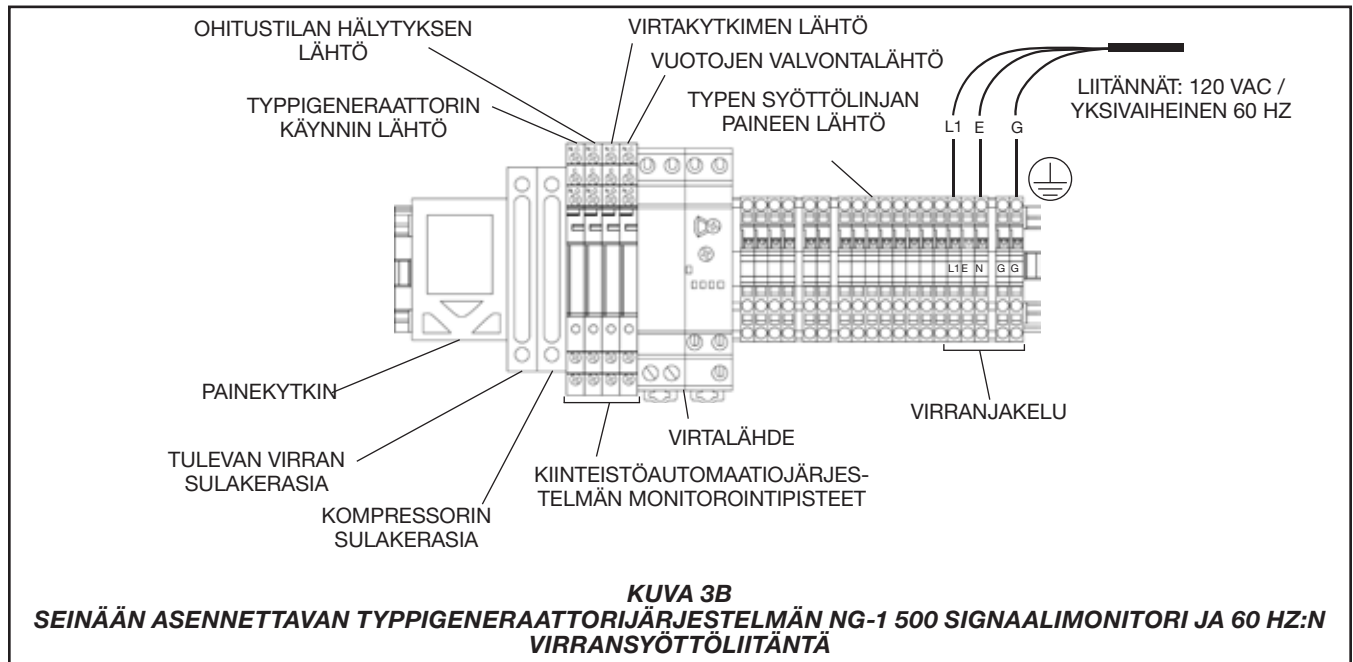 OHITUSTILAN HÄLYTYKSEN
LÄHTÖ
VIRTAKYTKIMEN LÄHTÖ
VUOTOJEN VALVONTALÄHTÖ
TYPPIGENERAATTORIN
KÄYNNIN LÄHTÖ
TYPEN SYÖTTÖLINJAN
PAINEEN LÄHTÖ
LIITÄNNÄT: 120 VAC /
YKSIVAIHEINEN 60 HZ
L1 E G
L1 E N G G
PAINEKYTKIN
TULEVAN VIRRAN
SULAKERASIA
KOMPRESSORIN
SULAKERASIA
KIINTEISTÖAUTOMAATIOJÄRJES-
TELMÄN MONITOROINTIPISTEET
VIRTALÄHDE
VIRRANJAKELU
KUVA 3B
SEINÄÄN ASENNETTAVAN TYPPIGENERAATTORIJÄRJESTELMÄN NG-1 500 SIGNAALIMONITORI JA 60 HZ:N
VIRRANSYÖTTÖLIITÄNTÄ